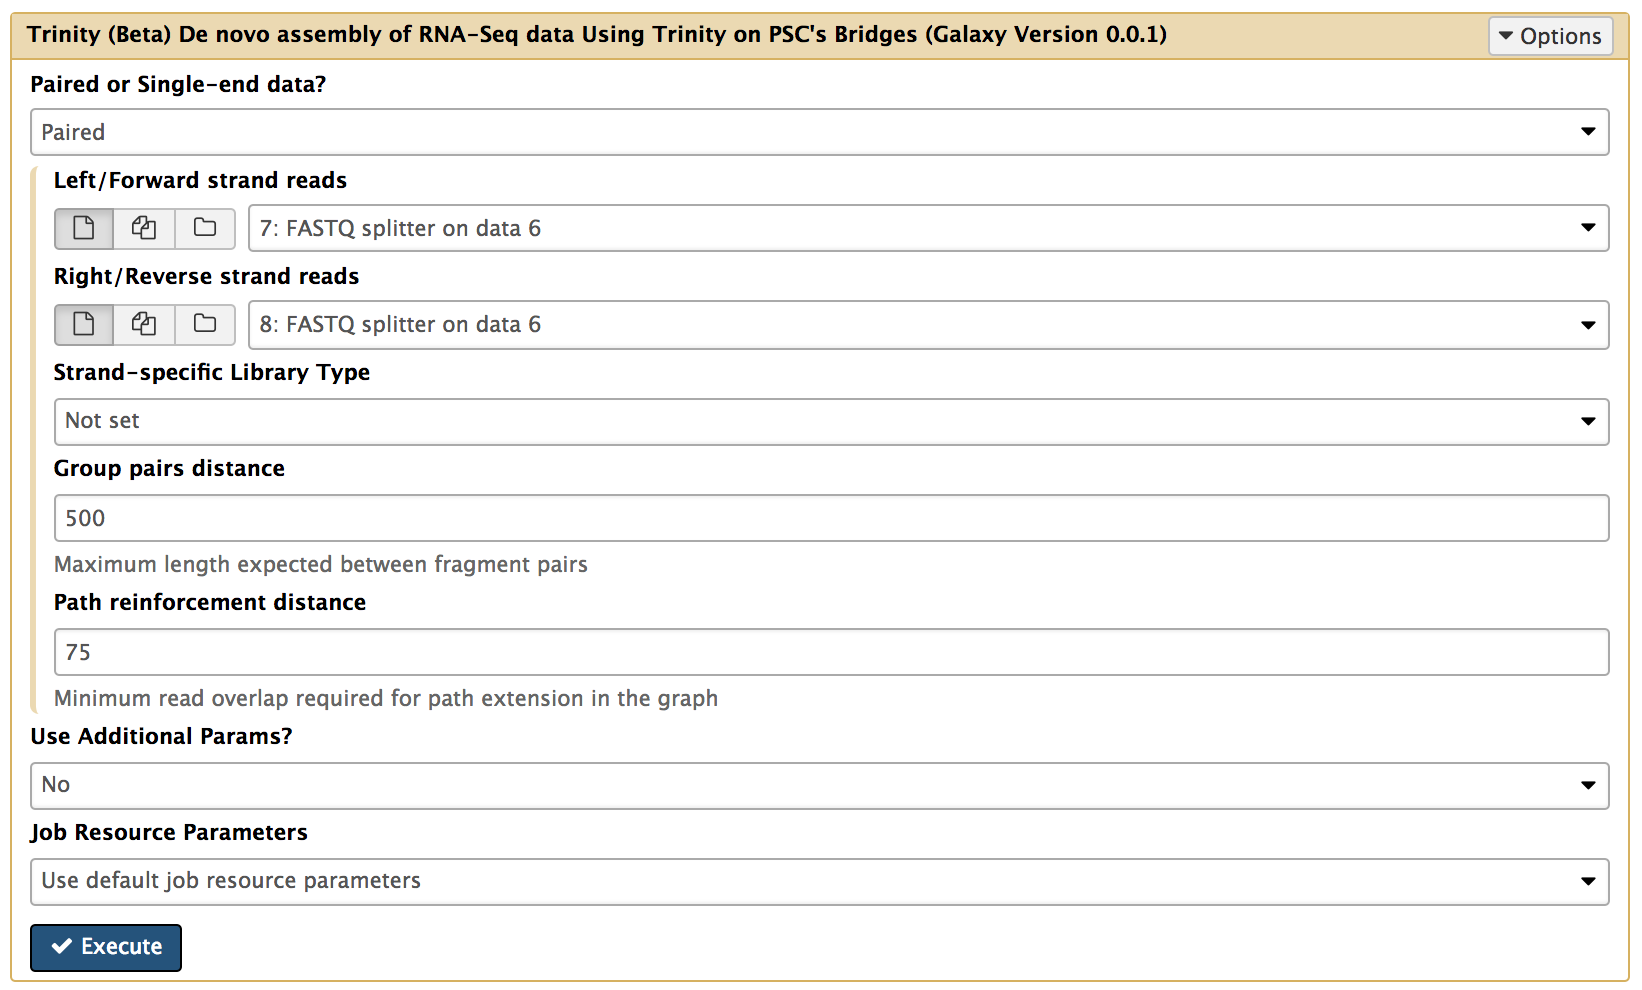 Trinity (Beta) De novo assembly of RNA-Seq data Using Trinity on PSC's Bridges (Galaxy Version 0.0.1)
Options
Paired or Single-end data?
Paired
Left/Forward strand reads
7: FASTQ splitter on data 6
Right/Reverse strand reads
8: FASTQ splitter on data 6
Strand-specific Library Type
Not set
Group pairs distance
500
Maximum length expected between fragment pairs
Path reinforcement distance
75
Minimum read overlap required for path extension in the graph
Use Additional Params?
No
Job Resource Parameters
Use default job resource parameters
Execute